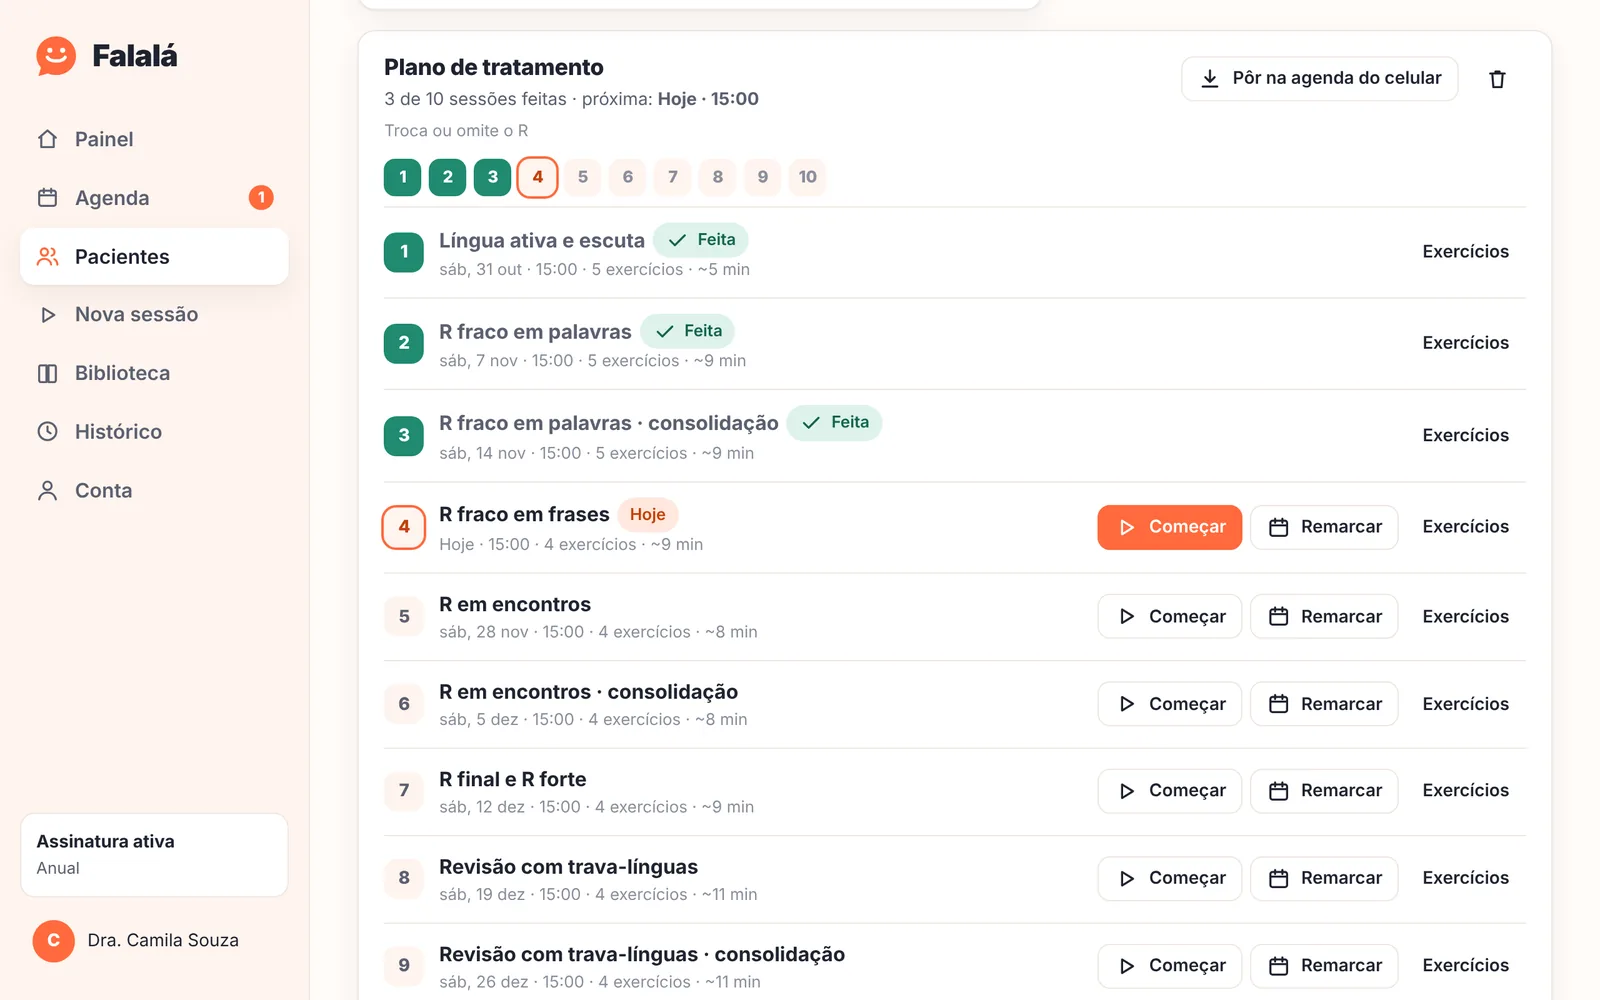 Falalá
Painel
Agenda 1
Pacientes
Nova sessão
Biblioteca
Histórico
Conta
Assinatura ativa
Anual
C Dra. Camila Souza
Plano de tratamento
3 de 10 sessões feitas · próxima: Hoje · 15:00
Troca ou omite o R
Pôr na agenda do celular
1 2 3 4 5 6 7 8 9 10
1 Língua ativa e escuta Feita
sáb, 31 out · 15:00 · 5 exercícios · ~5 min
Exercícios
2 R fraco em palavras Feita
sáb, 7 nov · 15:00 · 5 exercícios · ~9 min
Exercícios
3 R fraco em palavras · consolidação Feita
sáb, 14 nov · 15:00 · 5 exercícios · ~9 min
Exercícios
4 R fraco em frases Hoje
Hoje · 15:00 · 4 exercícios · ~9 min
Começar Remarcar Exercícios
5 R em encontros
sáb, 28 nov · 15:00 · 4 exercícios · ~8 min
Começar Remarcar Exercícios
6 R em encontros · consolidação
sáb, 5 dez · 15:00 · 4 exercícios · ~8 min
Começar Remarcar Exercícios
7 R final e R forte
sáb, 12 dez · 15:00 · 4 exercícios · ~9 min
Começar Remarcar Exercícios
8 Revisão com trava-línguas
sáb, 19 dez · 15:00 · 4 exercícios · ~11 min
Começar Remarcar Exercícios
9 Revisão com trava-línguas · consolidação
sáb, 26 dez · 15:00 · 4 exercícios · ~11 min
Começar Remarcar Exercícios